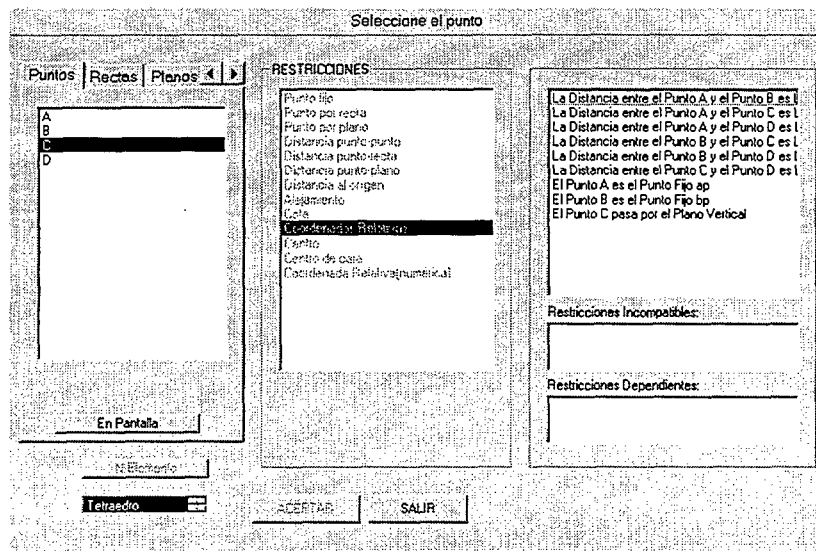 Seleccione el punto
Puntos Rectas Planos
A
B
C
D
En Pantalla
N.Elemento
Tetraedro
RESTRICCIONES
Punto fijo
Punto por recta
Punto por plano
Distancia punto-punto
Distancia punto-recta
Distancia punto-plano
Distancia al origen
Alejamiento
Cota
Coordenadas Relativas
Centro
Centro de cara
Coordenada Relativa(numérica)
ACEPTAR
SALIR
La Distancia entre el Punto A y el Punto B es
La Distancia entre el Punto A y el Punto C es
La Distancia entre el Punto A y el Punto D es
La Distancia entre el Punto B y el Punto C es
La Distancia entre el Punto B y el Punto D es
La Distancia entre el Punto C y el Punto D es
El Punto A es el Punto Fijo ap
El Punto B es el Punto Fijo bp
El Punto C pasa por el Plano Vertical
Restricciones Incompatibles:
Restricciones Dependientes: